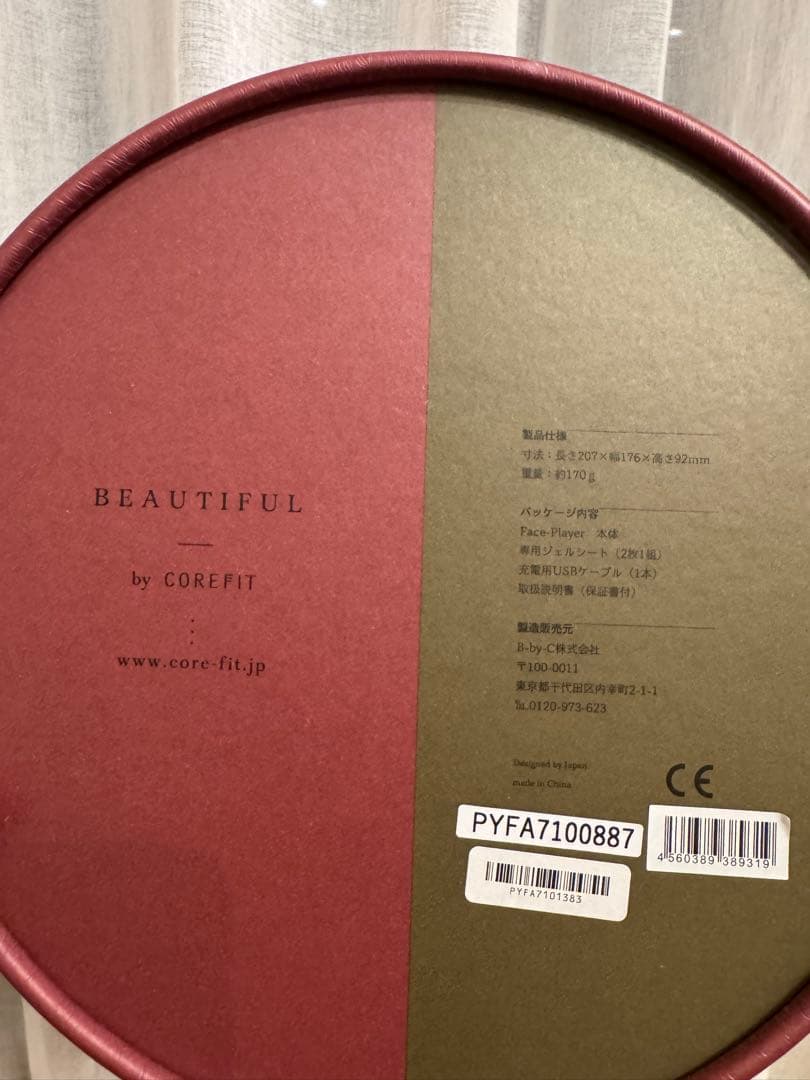 BEAUTIFUL
by COREFIT
www.core-fit.jp
製品仕様
寸法：長さ207×幅176×高さ92mm
重量：約170g
パッケージ内容
Face-Player 本体
専用ジェルシート（2枚1組）
充電用USBケーブル（1本）
取扱説明書（保証書付）
製造販売元
B-by-C株式会社
〒100-0011
東京都千代田区内幸町2-1-1
℡.0120-973-623
Designed by Japan
made in China
CE
PYFA7100887
4 560389 389319
PYFA7101383